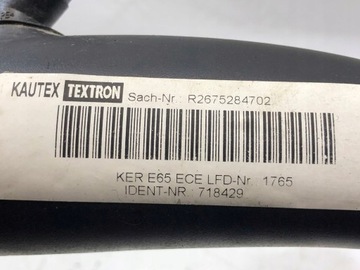 KAUTEX TEXTRON Sach-Nr.: R2675284702
KER E65 ECE LFD-Nr. 1765
IDENT-NR.: 718429